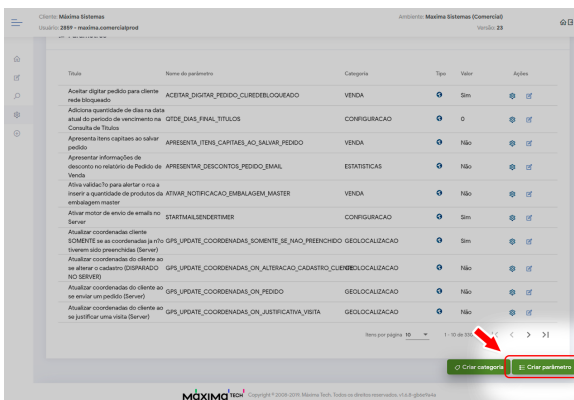 Cliente: Máxima Sistemas
Ambiente: Máxima Sistemas (Comercial)
Usuário: 2859 - maxima.comercialprod
Versão: 23
Título Nome do parâmetro Categoria Tipo Valor Ações
Aceitar digitar pedido para cliente
rede bloqueado
ACEITAR_DIGITAR_PEDIDO_CLIREDEBLOQUEADO VENDA Sim
Adiciona quantidade de dias na data
atual do período de vencimento na
Consulta de Títulos
QTDE_DIAS_FINAL_TITULOS CONFIGURACAO 0
Apresenta itens capitaes ao salvar
pedido
APRESENTA_ITENS_CAPITAES_AO_SALVAR_PEDIDO VENDA Não
Apresentar informações de
desconto no relatório de Pedido de
Venda
APRESENTAR_DESCONTOS_PEDIDO_EMAIL ESTATISTICAS Não
Ativa validac?o para alertar o rca a
inserir a quantidade de produtos da
embalagem master
ATIVAR_NOTIFICACAO_EMBALAGEM_MASTER VENDA Não
Ativar motor de envio de emails no
Server
STARTMAILSENDERTIMER CONFIGURACAO Sim
Atualizar coordenadas cliente
SOMENTE se as coordenadas ja n?o
tiverem sido preenchidas (Server)
GPS_UPDATE_COORDENADAS_SOMENTE_SE_NAO_PREENCHIDO GEOLOCALIZACAO Sim
Atualizar coordenadas do cliente ao
se alterar o cadastro (DISPARADO
NO SERVER)
GPS_UPDATE_COORDENADAS_ON_ALTERACAO_CADASTRO_CLIENTE GEOLOCALIZACAO Não
Atualizar coordenadas do cliente ao
se enviar um pedido (Server)
GPS_UPDATE_COORDENADAS_ON_PEDIDO GEOLOCALIZACAO Não
Atualizar coordenadas do cliente ao
se justificar uma visita (Server)
GPS_UPDATE_COORDENADAS_ON_JUSTIFICATIVA_VISITA GEOLOCALIZACAO Não
Itens por página 10 1 - 10 de
Criar categoria Criar parâmetro
MÁXIMA TECH Copyright © 2008-2019. Máxima Tech. Todos os direitos reservados.